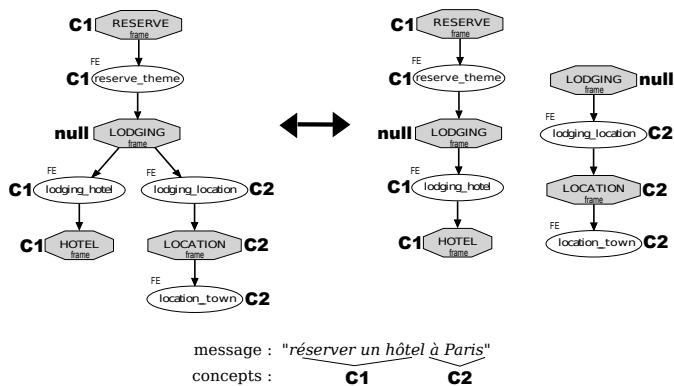 C1 RESERVE
frame
FE
C1 reserve_theme
null LODGING
frame
FE
C1 lodging_hotel
FE
lodging_location C2
C1 HOTEL
frame
LOCATION C2
frame
FE
location_town C2
C1 RESERVE
frame
FE
C1 reserve_theme
null LODGING
frame
FE
C1 lodging_hotel
C1 HOTEL
frame
LODGING null
frame
FE
lodging_location C2
LOCATION C2
frame
FE
location_town C2
message : "réserver un hôtel à Paris"
concepts : C1 C2